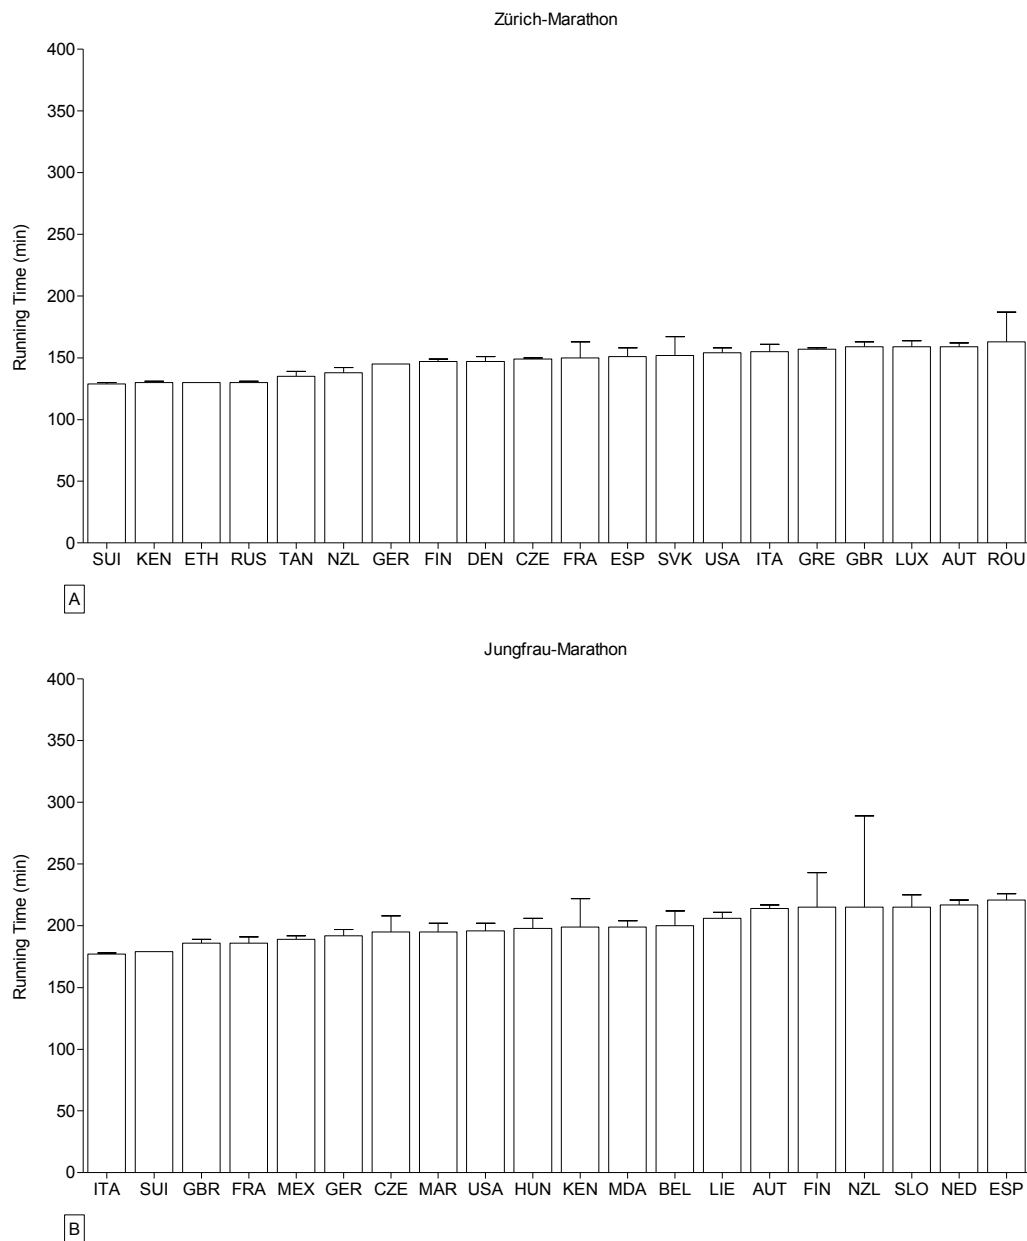 Zürich-Marathon
400
350
300
250
200
150
100
50
0
Running Time (min)
SUI KEN ETH RUS TAN NZL GER FIN DEN CZE FRA ESP SVK USA ITA GRE GBR LUX AUT ROU
A
Jungfrau-Marathon
400
350
300
250
200
150
100
50
0
Running Time (min)
ITA SUI GBR FRA MEX GER CZE MAR USA HUN KEN MDA BEL LIE AUT FIN NZL SLO NED ESP
B